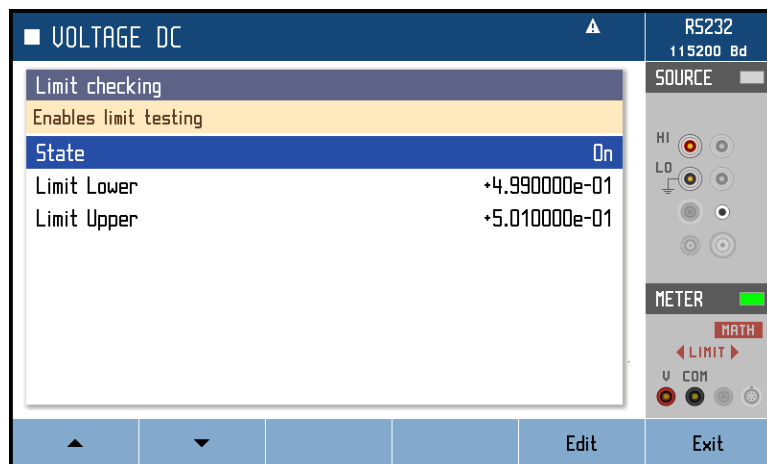 VOLTAGE DC
RS232
115200 Bd
Limit checking
Enables limit testing
State On
Limit Lower +4.990000e-01
Limit Upper +5.010000e-01
SOURCE
HI
LO
METER
MATH
LIMIT
V COM
Edit
Exit